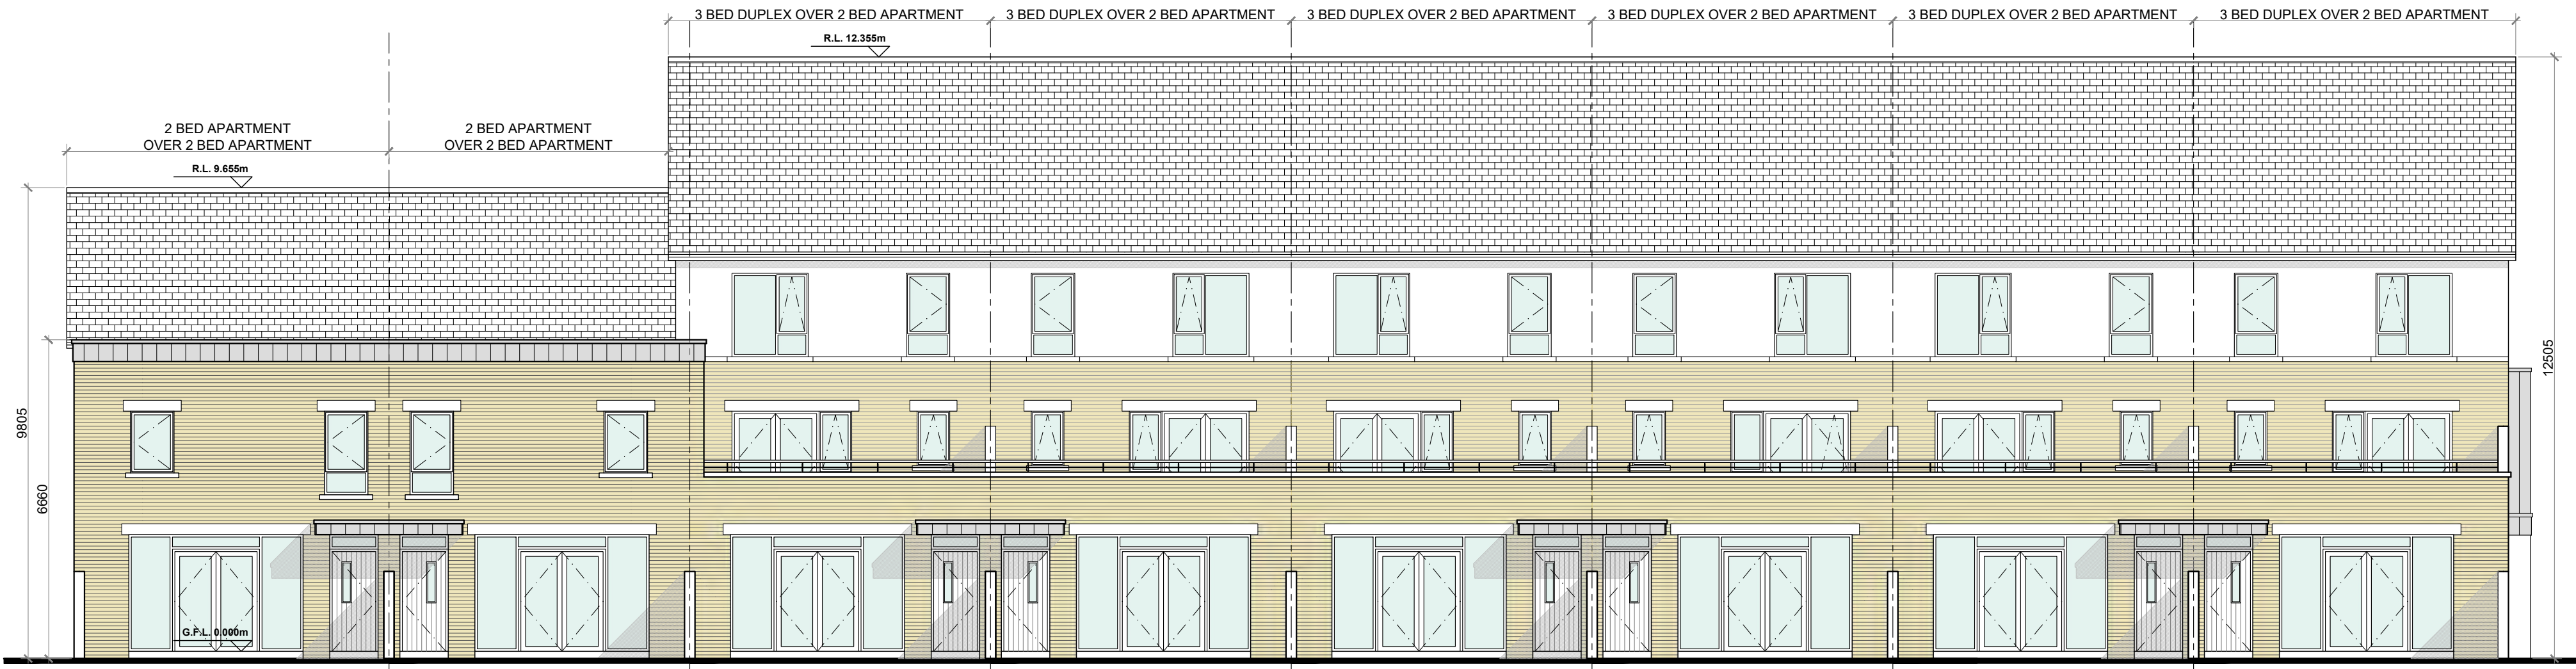 3 BED DUPLEX OVER 2 BED APARTMENT
3 BED DUPLEX OVER 2 BED APARTMENT
3 BED DUPLEX OVER 2 BED APARTMENT
3 BED DUPLEX OVER 2 BED APARTMENT
3 BED DUPLEX OVER 2 BED APARTMENT
3 BED DUPLEX OVER 2 BED APARTMENT
R.L. 12.355m
2 BED APARTMENT
OVER 2 BED APARTMENT
2 BED APARTMENT
OVER 2 BED APARTMENT
R.L. 9.655m
9805
6660
12505
G.F.L. 0.000m